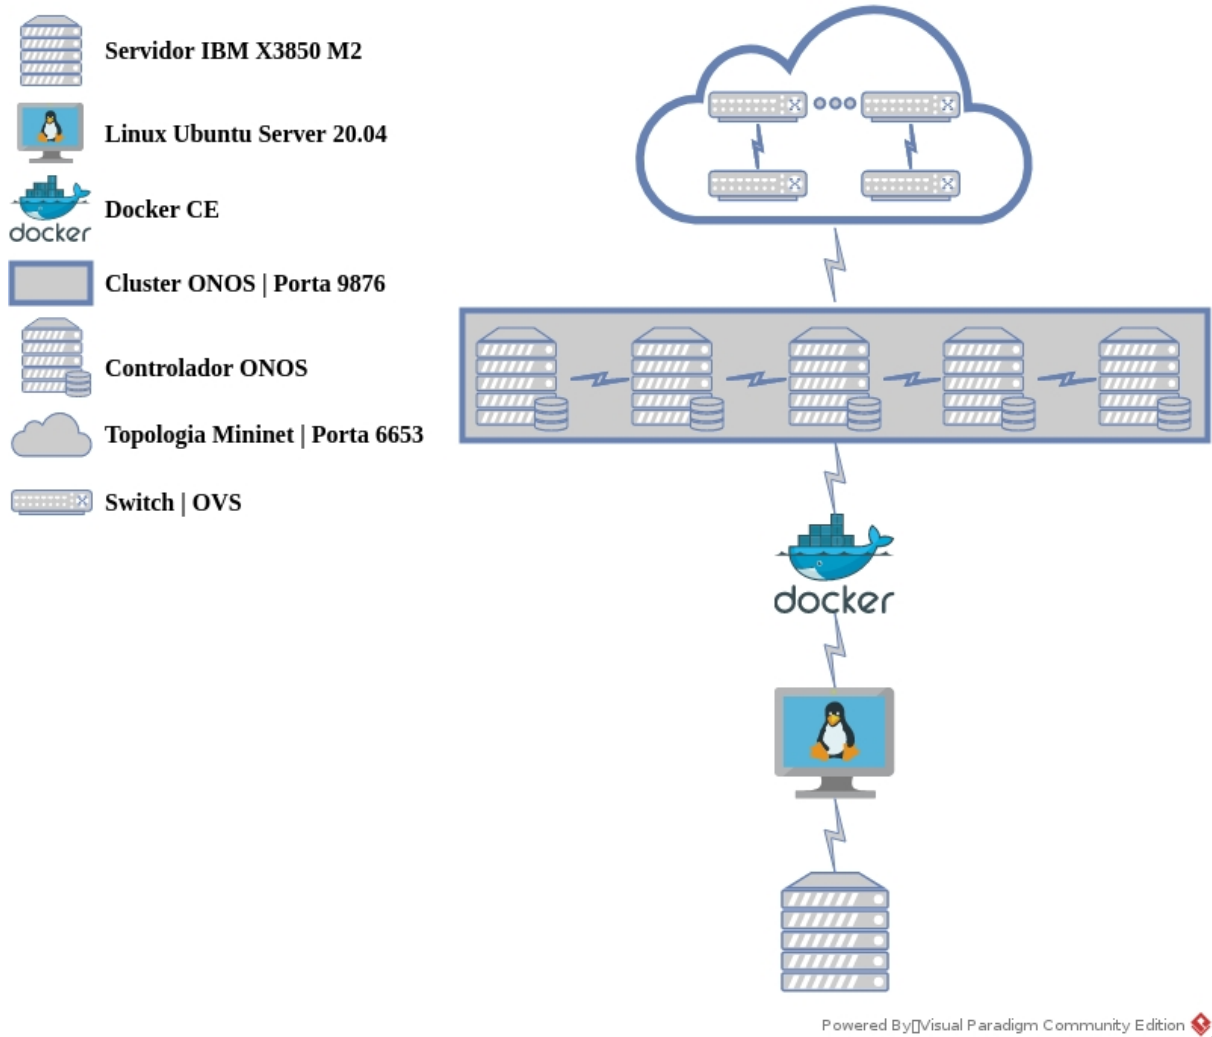 Servidor IBM X3850 M2
Linux Ubuntu Server 20.04
docker
Docker CE
Cluster ONOS | Porta 9876
Controlador ONOS
Topologia Mininet | Porta 6653
Switch | OVS
docker
Powered By▯Visual Paradigm Community Edition